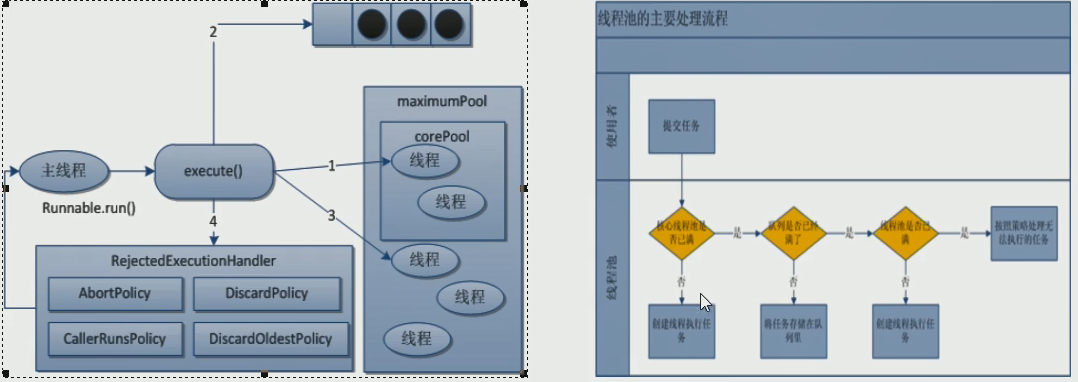 2
maximumPool
corePool
线程
线程
线程
线程
线程
主线程
Runnable.run()
execute()
1
3
4
RejectedExecutionHandler
AbortPolicy
DiscardPolicy
CallerRunsPolicy
DiscardOldestPolicy
线程池的主要处理流程
使用者
提交任务
线程池
核心线程池是
否已满
是
队列是否已经
满了
是
线程池是否已
满
是
按照策略处理无
法执行的任务
否
否
否
创建线程执行任
务
将任务存储在队
列里
创建线程执行任
务